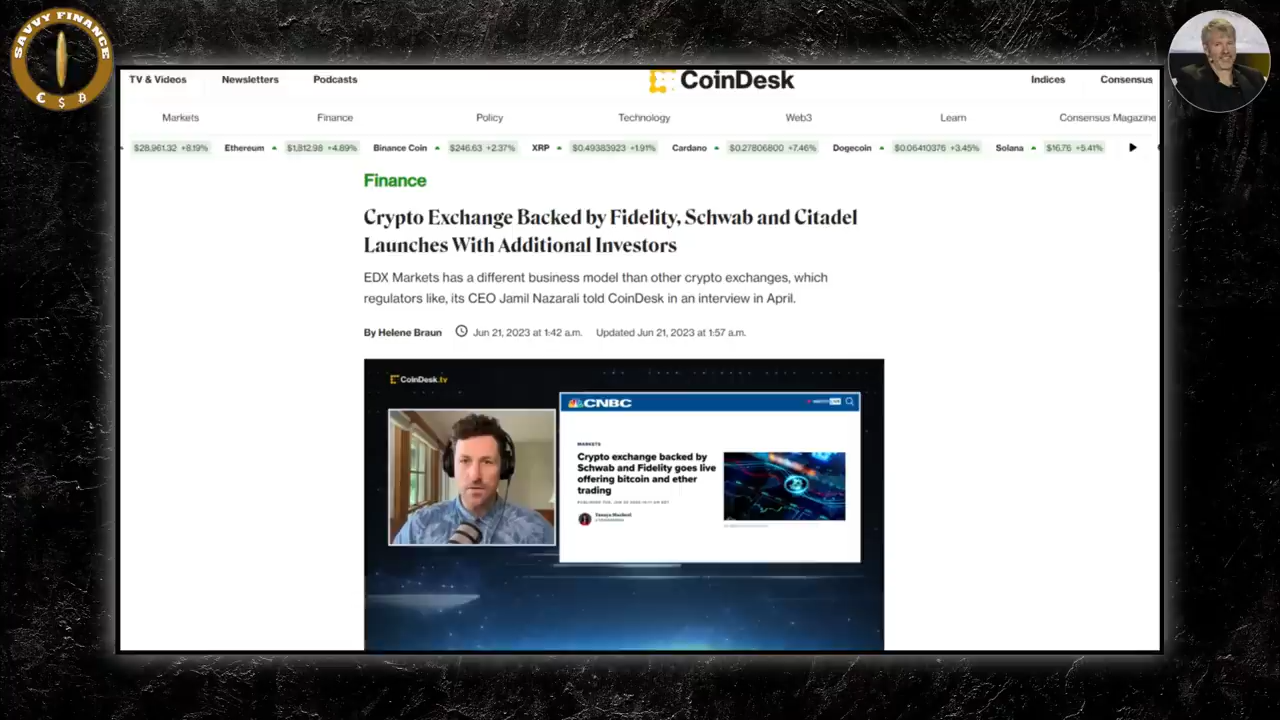 SAVVY FINANCE
€ $ B
TV & Videos Newsletters Podcasts CoinDesk Indices Consensus
Markets Finance Policy Technology Web3 Learn Consensus Magazine
$28,961.32 +8.19% Ethereum $1,812.98 +4.89% Binance Coin $246.63 +2.37% XRP $0.49383923 +1.91% Cardano $0.27806800 +7.46% Dogecoin $0.06410376 +3.45% Solana $16.76 +5.41%
Finance
Crypto Exchange Backed by Fidelity, Schwab and Citadel
Launches With Additional Investors
EDX Markets has a different business model than other crypto exchanges, which
regulators like, its CEO Jamil Nazarali told CoinDesk in an interview in April.
By Helene Braun Jun 21, 2023 at 1:42 a.m. Updated Jun 21, 2023 at 1:57 a.m.
CoinDesk.tv
CNBC
MARKETS
Crypto exchange backed by
Schwab and Fidelity goes live
offering bitcoin and ether
trading